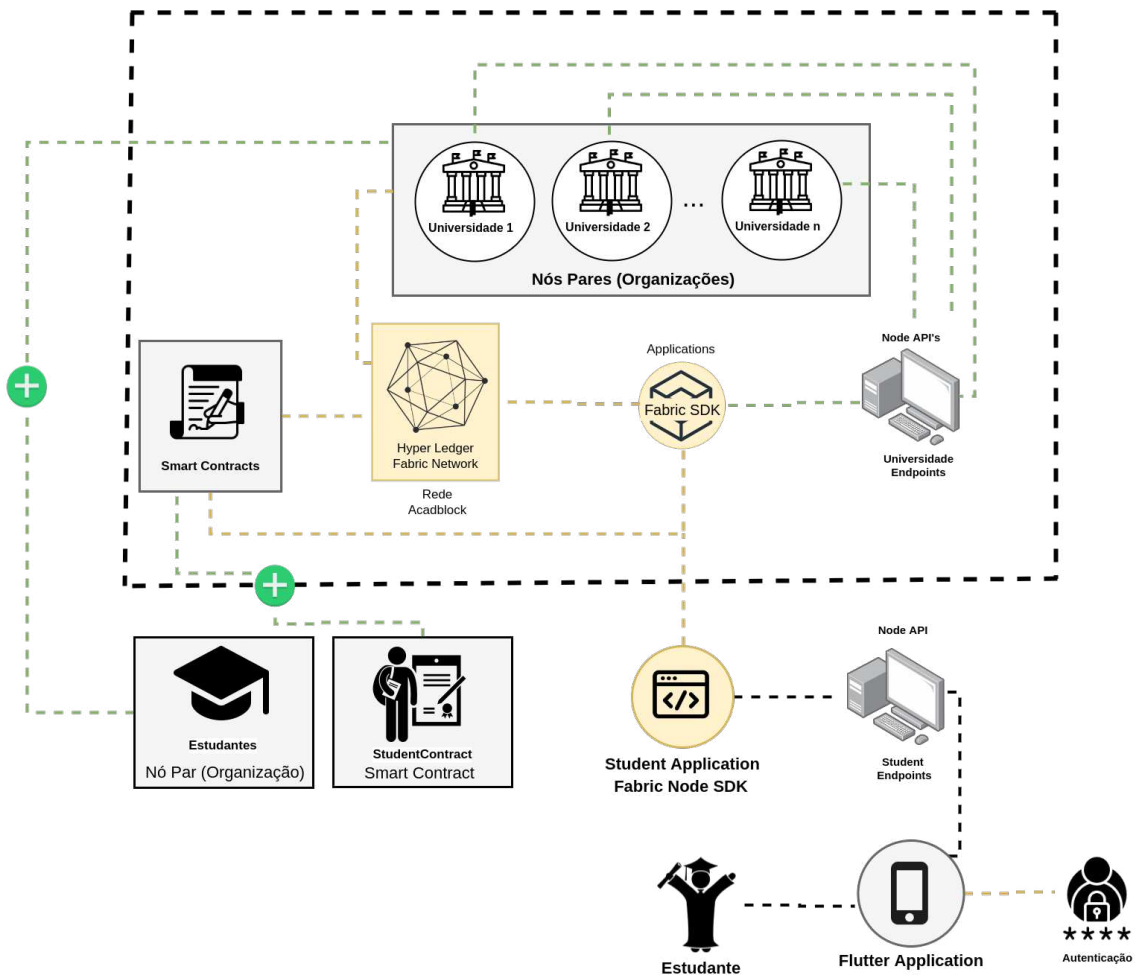 Universidade 1
Universidade 2
...
Universidade n
Nós Pares (Organizações)
Node API's
Applications
Fabric SDK
Hyper Ledger
Fabric Network
Smart Contracts
Universidade
Endpoints
Rede
Acadblock
Node API
Estudantes
Nó Par (Organização)
StudentContract
Smart Contract
Student Application
Fabric Node SDK
Student
Endpoints
****
Estudante
Flutter Application
Autenticação